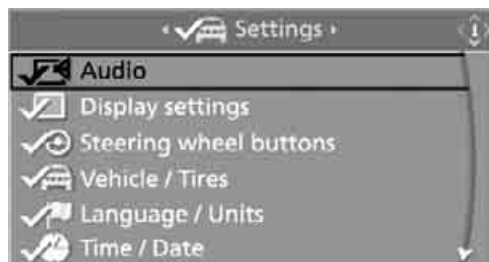 Settings
Audio
Display settings
Steering wheel buttons
Vehicle / Tires
Language / Units
Time / Date